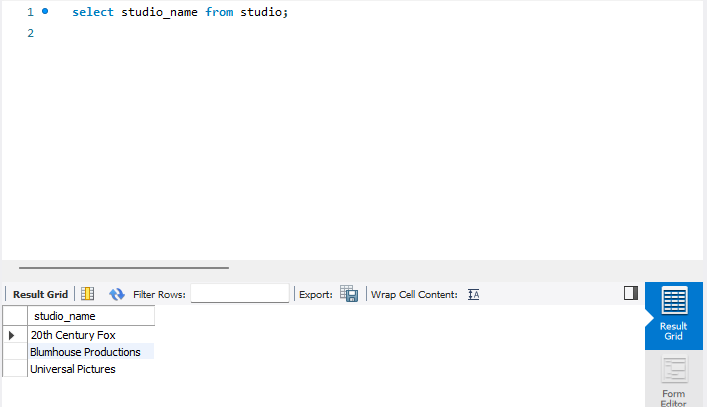 1 select studio_name from studio;
2
Result Grid Filter Rows: Export: Wrap Cell Content:
studio_name
20th Century Fox
Blumhouse Productions
Universal Pictures
Result
Grid
Form
Editor